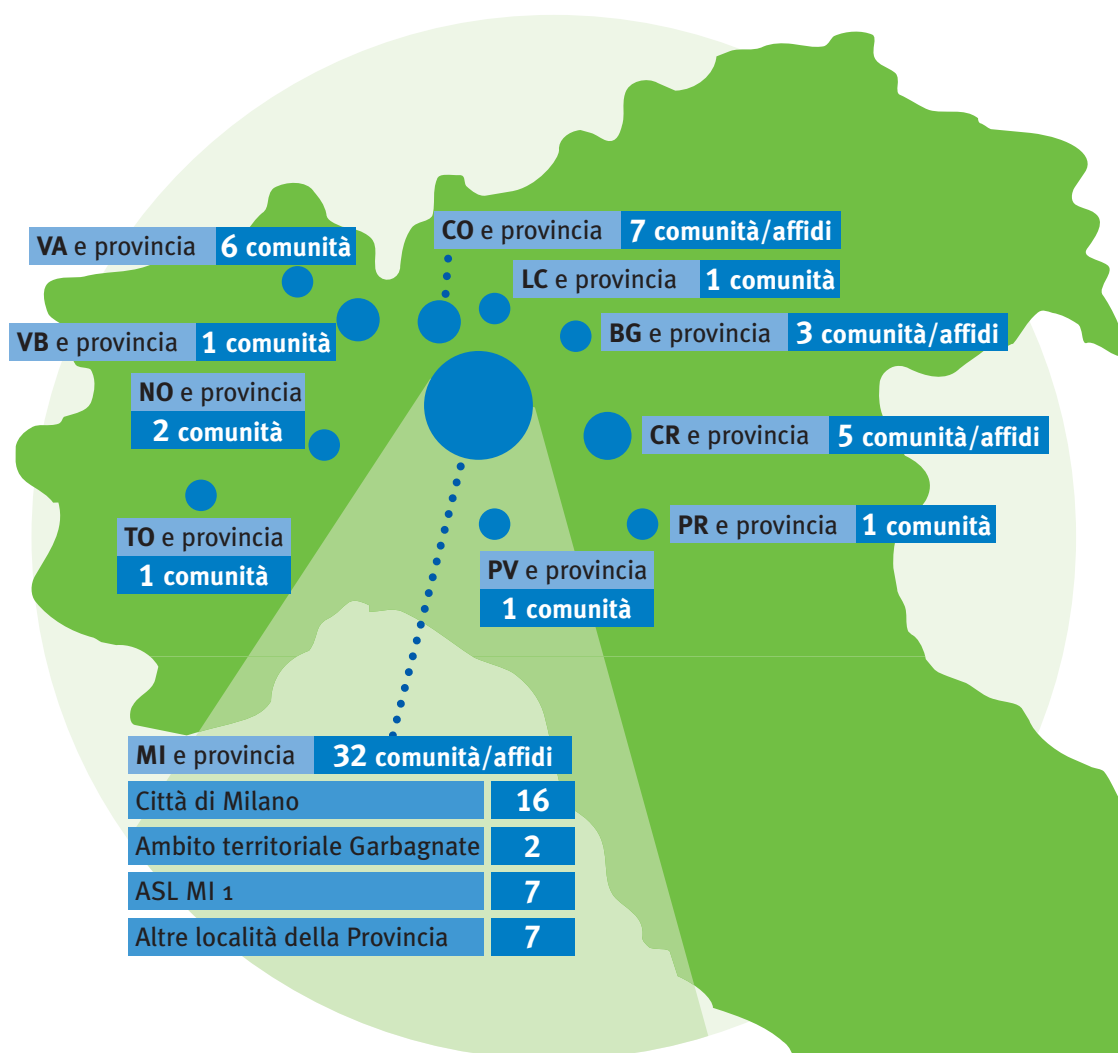 CO e provincia 7 comunità/affidi
VA e provincia 6 comunità
LC e provincia 1 comunità
BG e provincia 3 comunità/affidi
VB e provincia 1 comunità
NO e provincia
2 comunità
CR e provincia 5 comunità/affidi
TO e provincia
1 comunità
PR e provincia 1 comunità
PV e provincia
1 comunità
MI e provincia 32 comunità/affidi
Città di Milano 16
Ambito territoriale Garbagnate 2
ASL MI 1 7
Altre località della Provincia 7